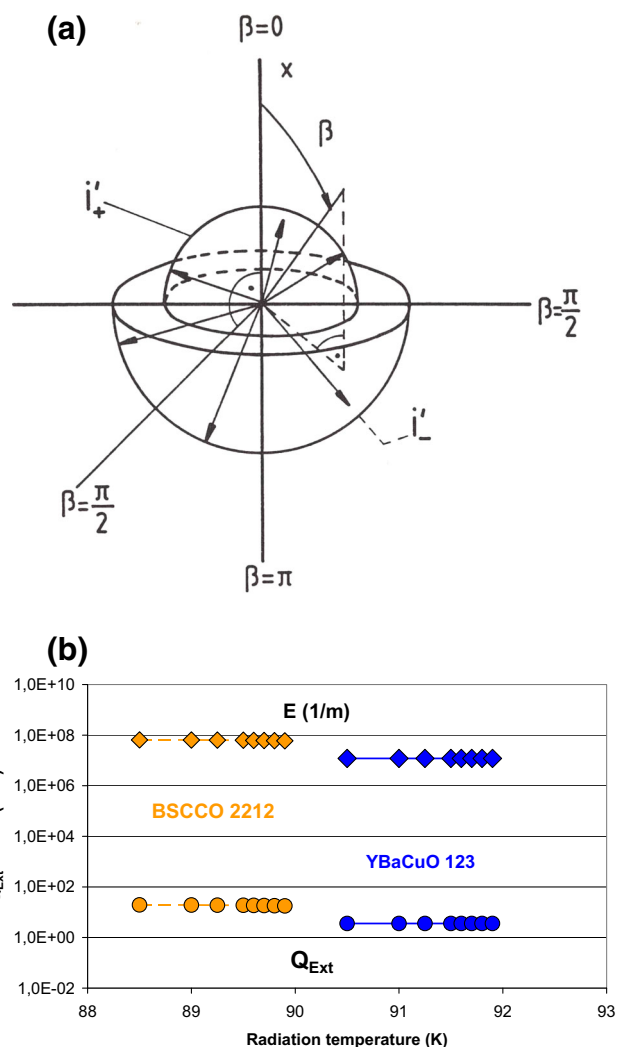 (a)
β=0
x
β
i'+
β=π/2
i'-
β=π/2
β=π
(b)
1,0E+10
E (1/m)
1,0E+08
1,0E+06
BSCCO 2212
1,0E+04
YBaCuO 123
1,0E+02
1,0E+00
QExt
1,0E-02
88
89
90
91
92
93
Radiation temperature (K)